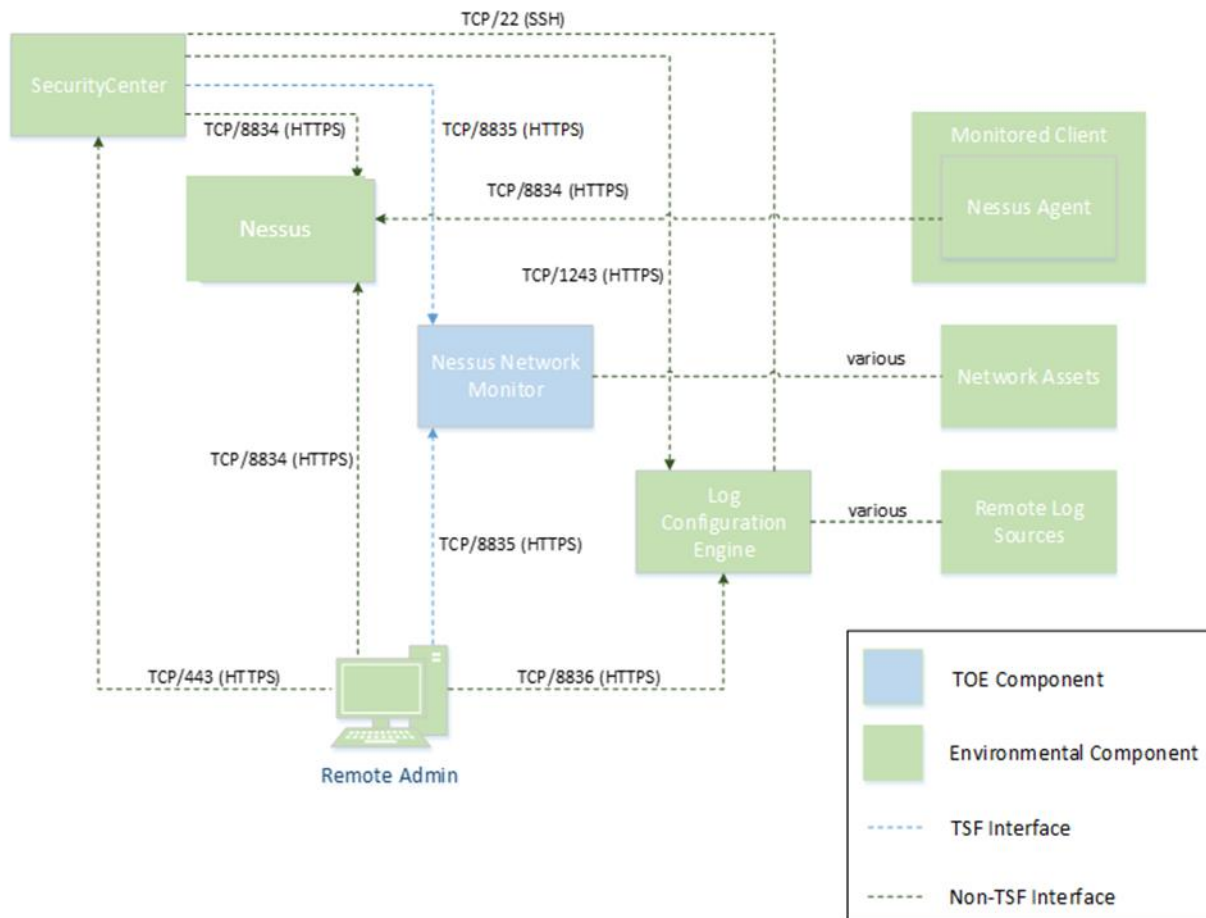 TCP/22 (SSH)
SecurityCenter
TCP/8834 (HTTPS)
TCP/8835 (HTTPS)
Monitored Client
Nessus Agent
TCP/8834 (HTTPS)
Nessus
TCP/1243 (HTTPS)
Nessus Network
Monitor
various
Network Assets
TCP/8834 (HTTPS)
TCP/8835 (HTTPS)
Log
Configuration
Engine
various
Remote Log
Sources
TCP/443 (HTTPS)
TCP/8836 (HTTPS)
Remote Admin
TOE Component
Environmental Component
TSF Interface
Non-TSF Interface